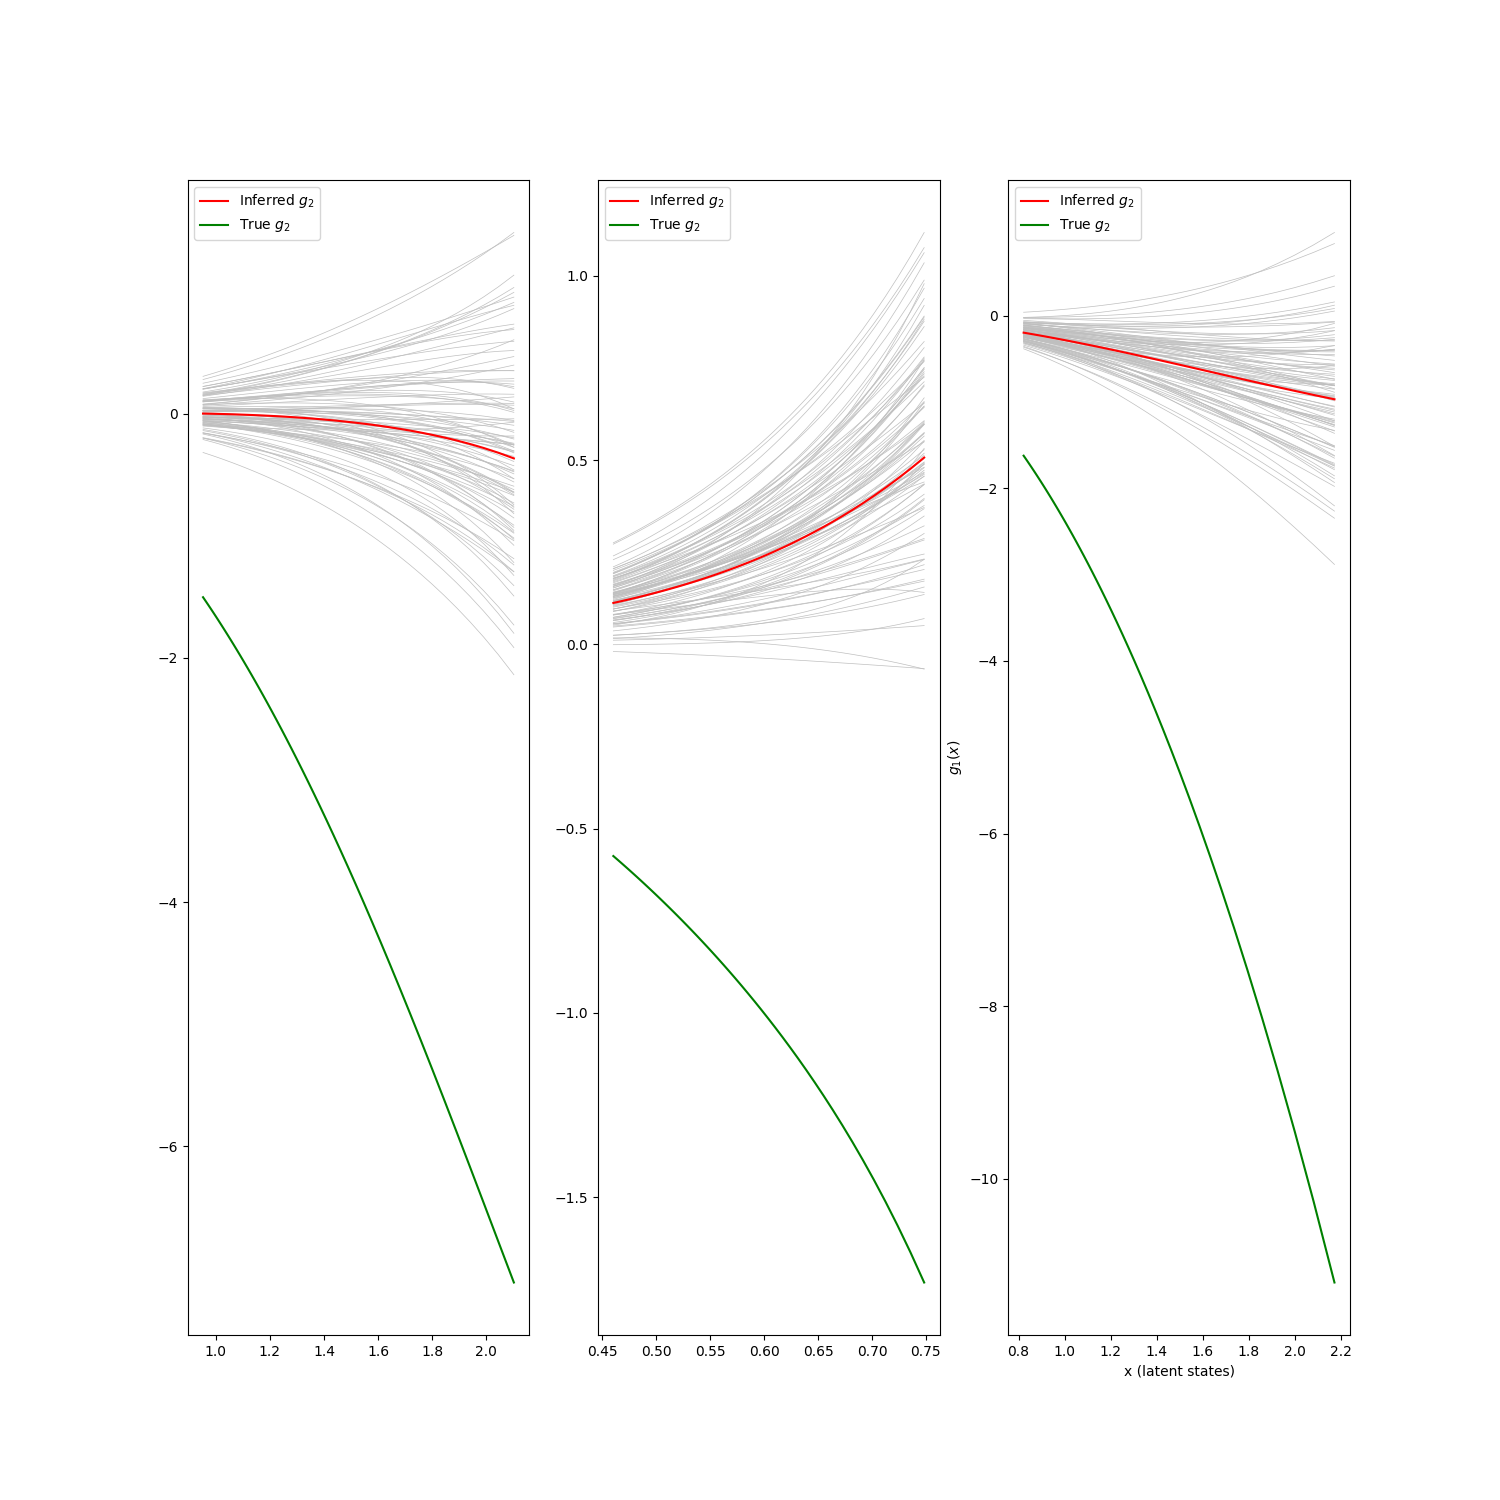 Inferred g₂
True g₂
0
−2
−4
−6
1.0 1.2 1.4 1.6 1.8 2.0
Inferred g₂
True g₂
1.0
0.5
0.0
−0.5
−1.0
−1.5
0.45 0.50 0.55 0.60 0.65 0.70 0.75
Inferred g₂
True g₂
g₁(x)
0
−2
−4
−6
−8
−10
0.8 1.0 1.2 1.4 1.6 1.8 2.0 2.2
x (latent states)